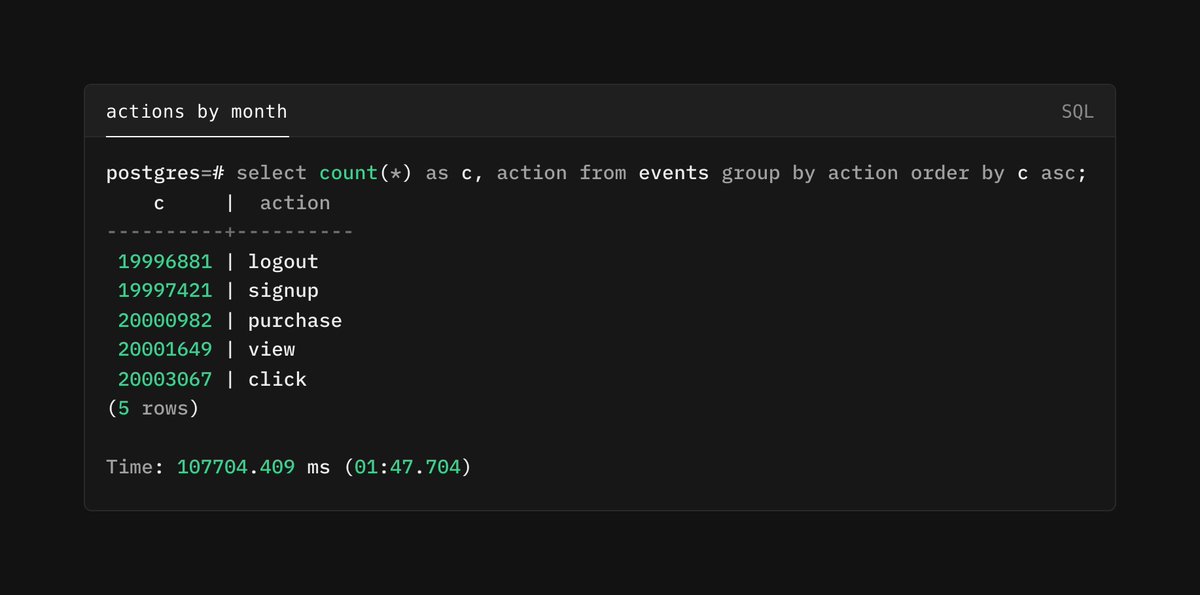 actions by month
SQL
postgres=# select count(*) as c, action from events group by action order by c asc;
    c     |  action
----------+----------
 19996881 | logout
 19997421 | signup
 20000982 | purchase
 20001649 | view
 20003067 | click
(5 rows)
Time: 107704.409 ms (01:47.704)